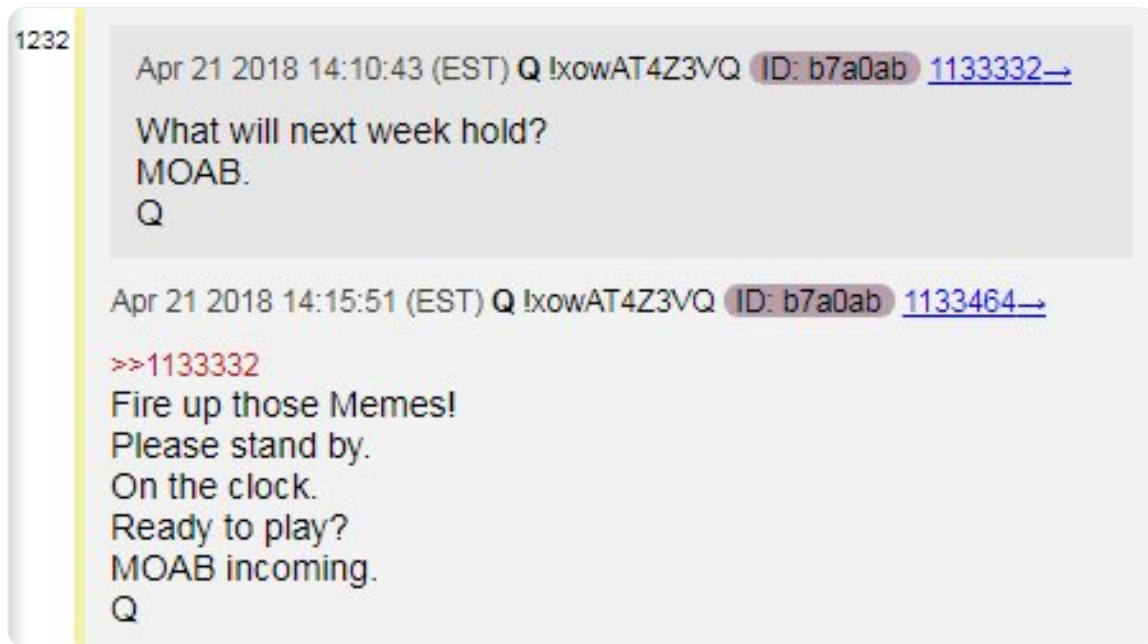 1232
Apr 21 2018 14:10:43 (EST) Q !xowAT4Z3VQ ID: b7a0ab 1133332→
What will next week hold?
MOAB.
Q
Apr 21 2018 14:15:51 (EST) Q !xowAT4Z3VQ ID: b7a0ab 1133464→
>>1133332
Fire up those Memes!
Please stand by.
On the clock.
Ready to play?
MOAB incoming.
Q